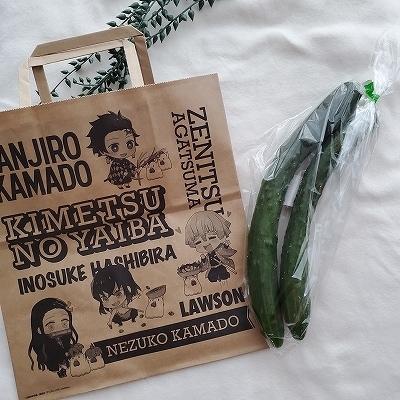 ANJIRO
KAMADO
ZENITSU
AGATSUMA
KIMETSU
NO YAIBA
INOSUKE HASHIBIRA
LAWSON
NEZUKO KAMADO